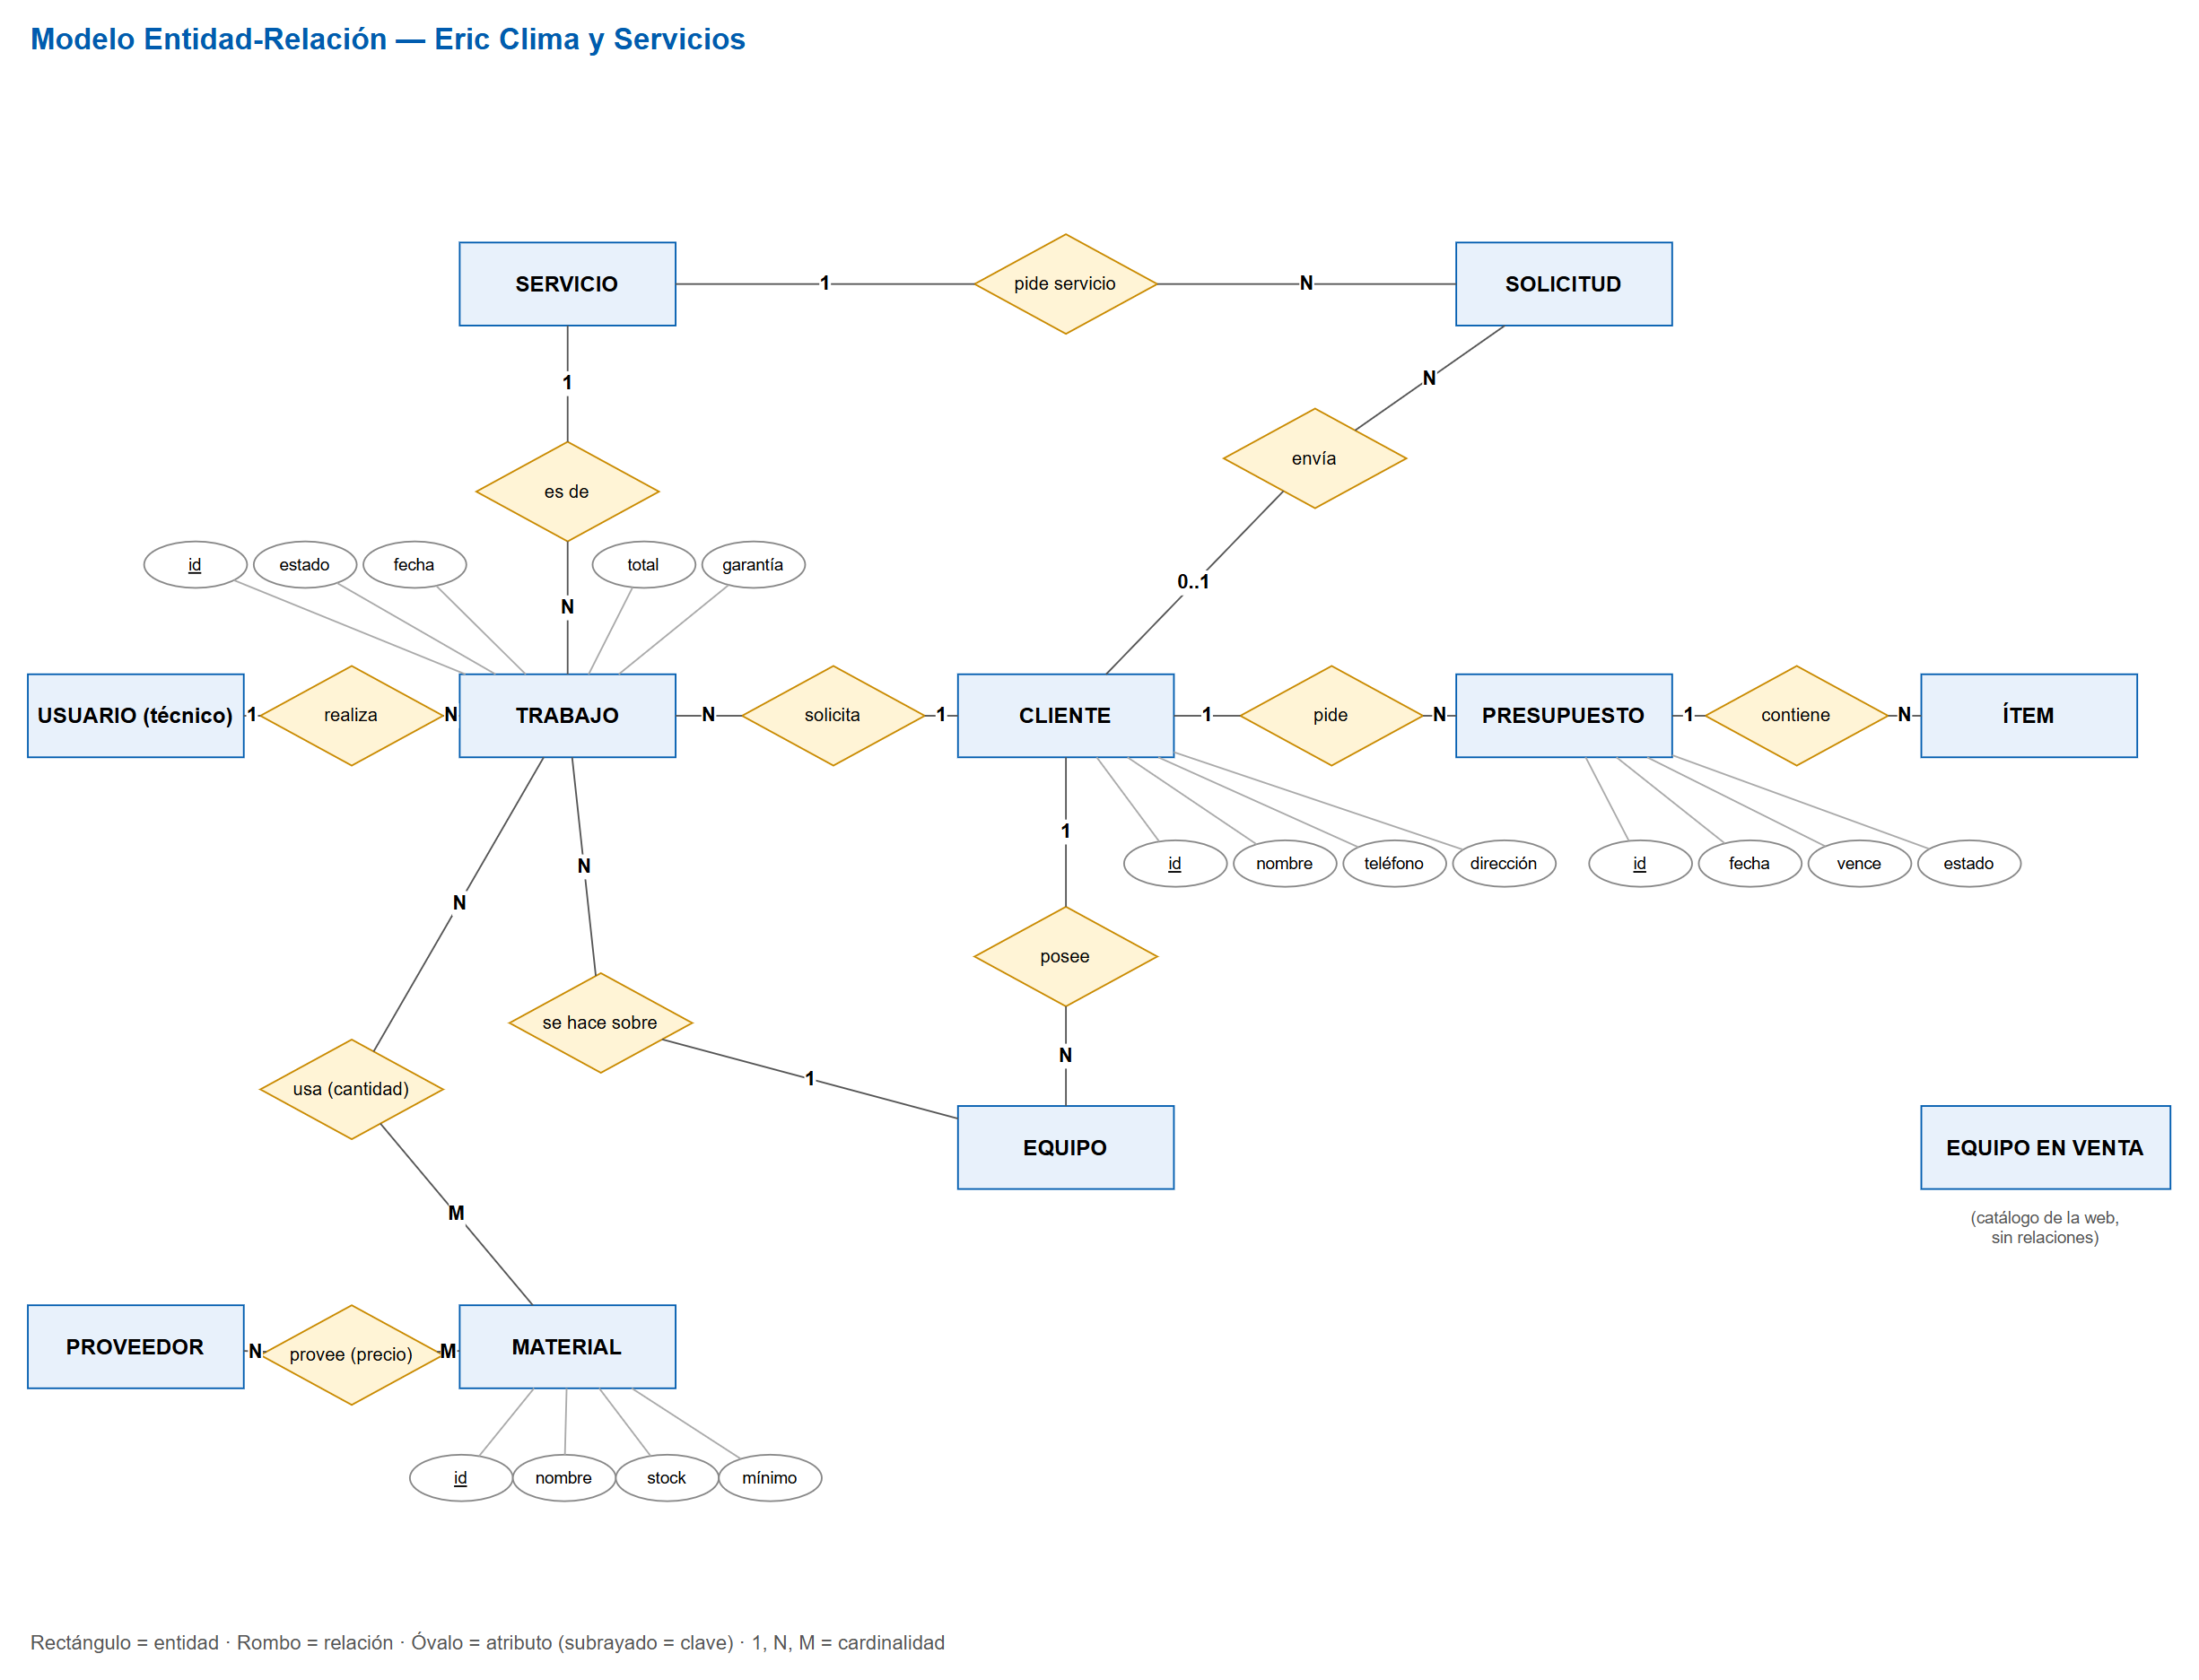 Modelo Entidad-Relación — Eric Clima y Servicios
SERVICIO
1
pide servicio
N
SOLICITUD
1
N
es de
envía
id
estado
fecha
total
garantía
N
0..1
USUARIO (técnico)
1
realiza
N
TRABAJO
N
solicita
1
CLIENTE
1
pide
N
PRESUPUESTO
1
contiene
N
ÍTEM
1
N
N
id
nombre
teléfono
dirección
id
fecha
vence
estado
posee
se hace sobre
N
usa (cantidad)
1
EQUIPO
EQUIPO EN VENTA
(catálogo de la web,
sin relaciones)
M
PROVEEDOR
N
provee (precio)
M
MATERIAL
id
nombre
stock
mínimo
Rectángulo = entidad · Rombo = relación · Óvalo = atributo (subrayado = clave) · 1, N, M = cardinalidad